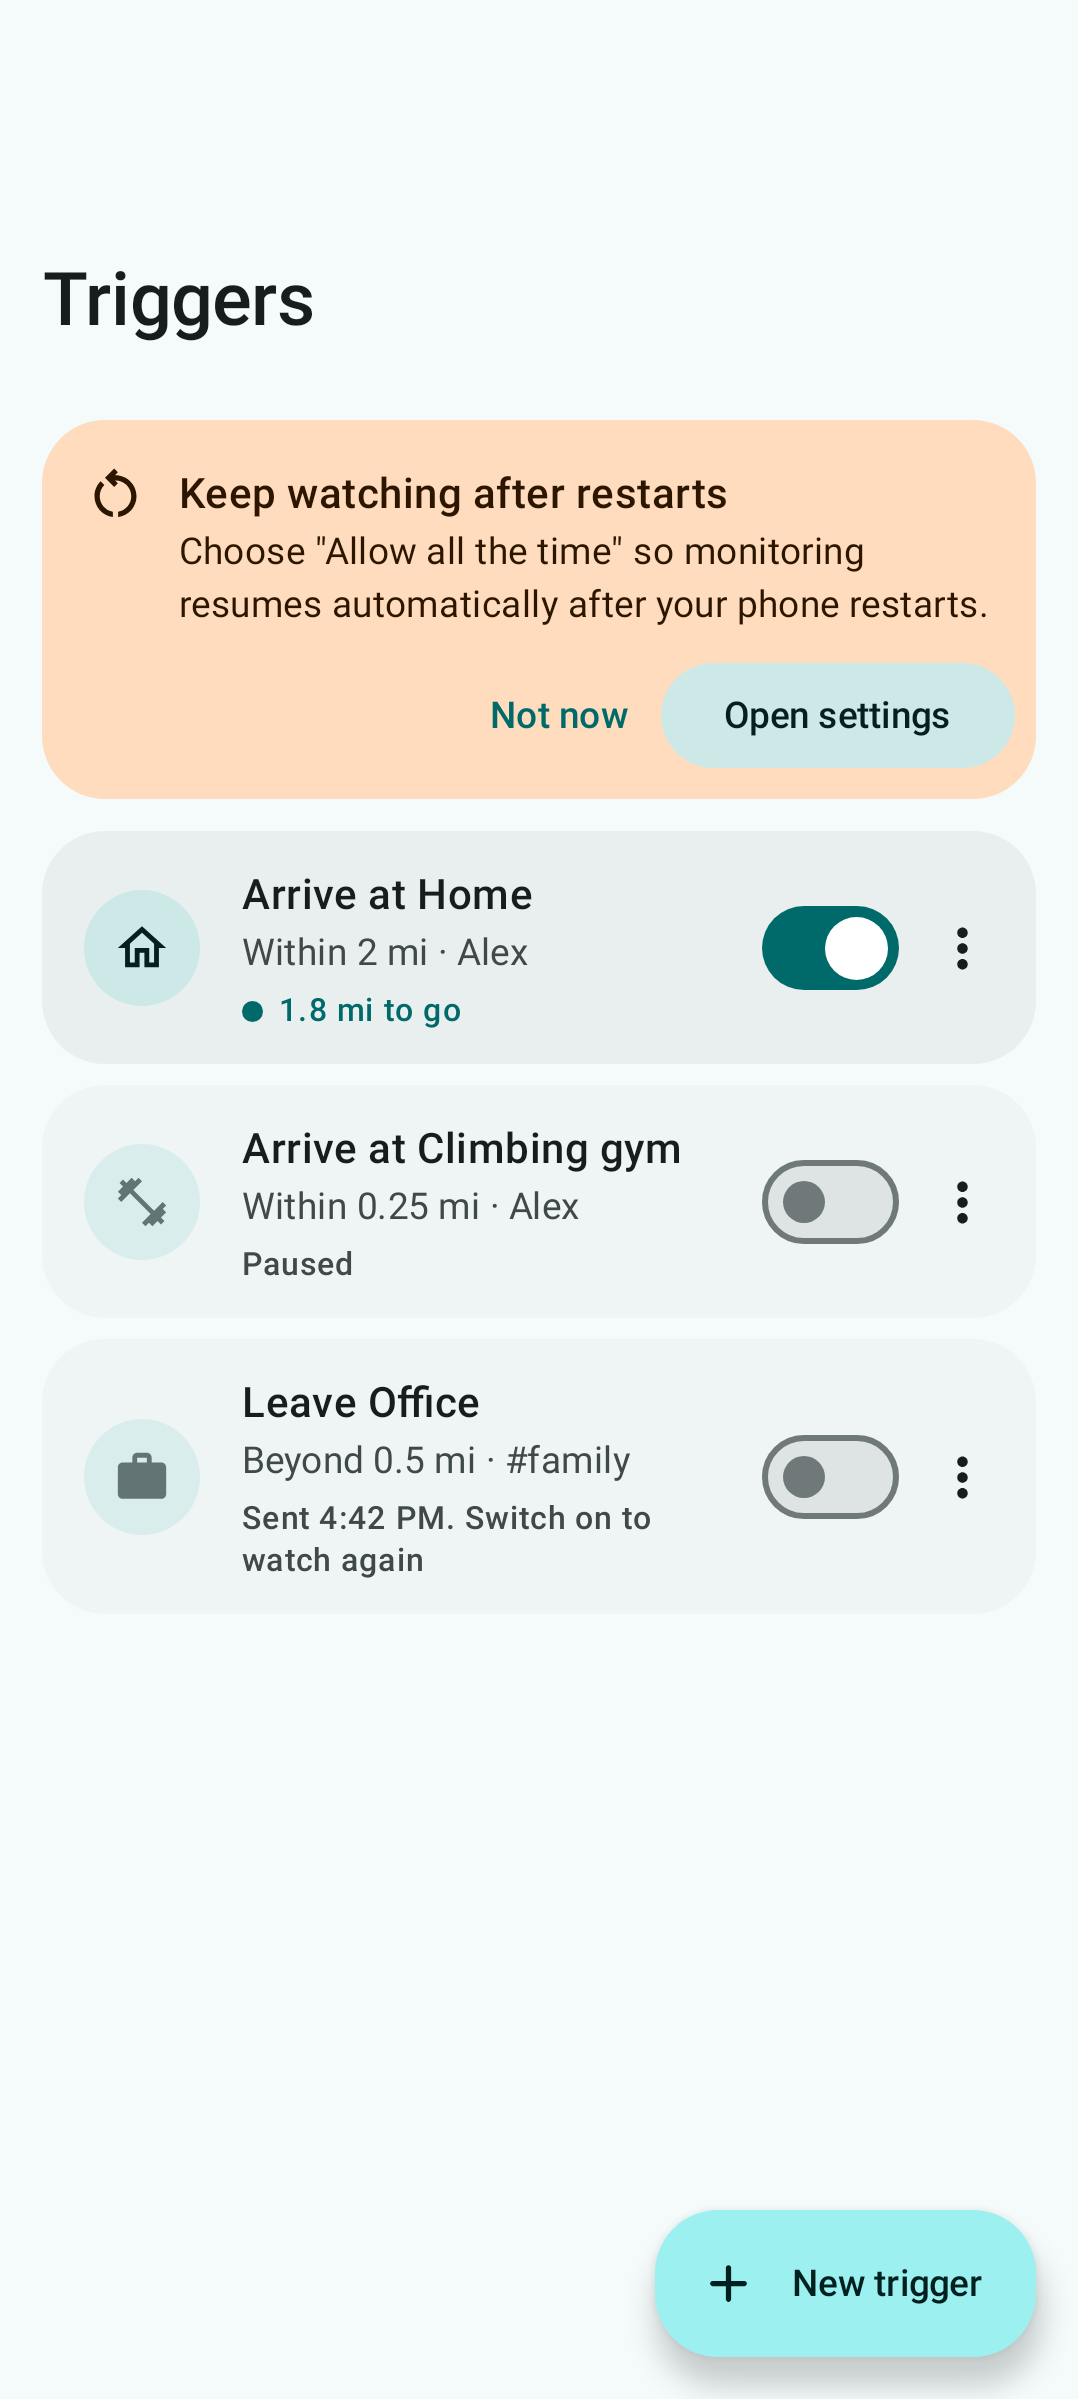 Triggers
Keep watching after restarts
Choose "Allow all the time" so monitoring
resumes automatically after your phone restarts.
Not now
Open settings
Arrive at Home
Within 2 mi · Alex
1.8 mi to go
Arrive at Climbing gym
Within 0.25 mi · Alex
Paused
Leave Office
Beyond 0.5 mi · #family
Sent 4:42 PM. Switch on to
watch again
New trigger